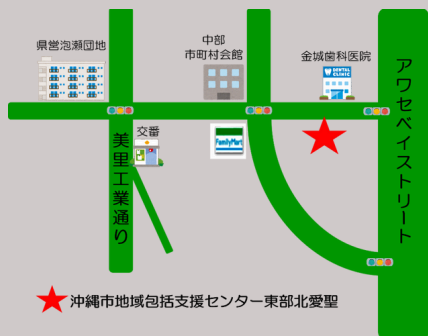 県営泡瀬団地
中部
市町村会館
金城歯科医院
DENTAL
CLINIC
アワセベイストリート
交番
FamilyMart
美里工業通り
沖縄市地域包括支援センター東部北愛聖